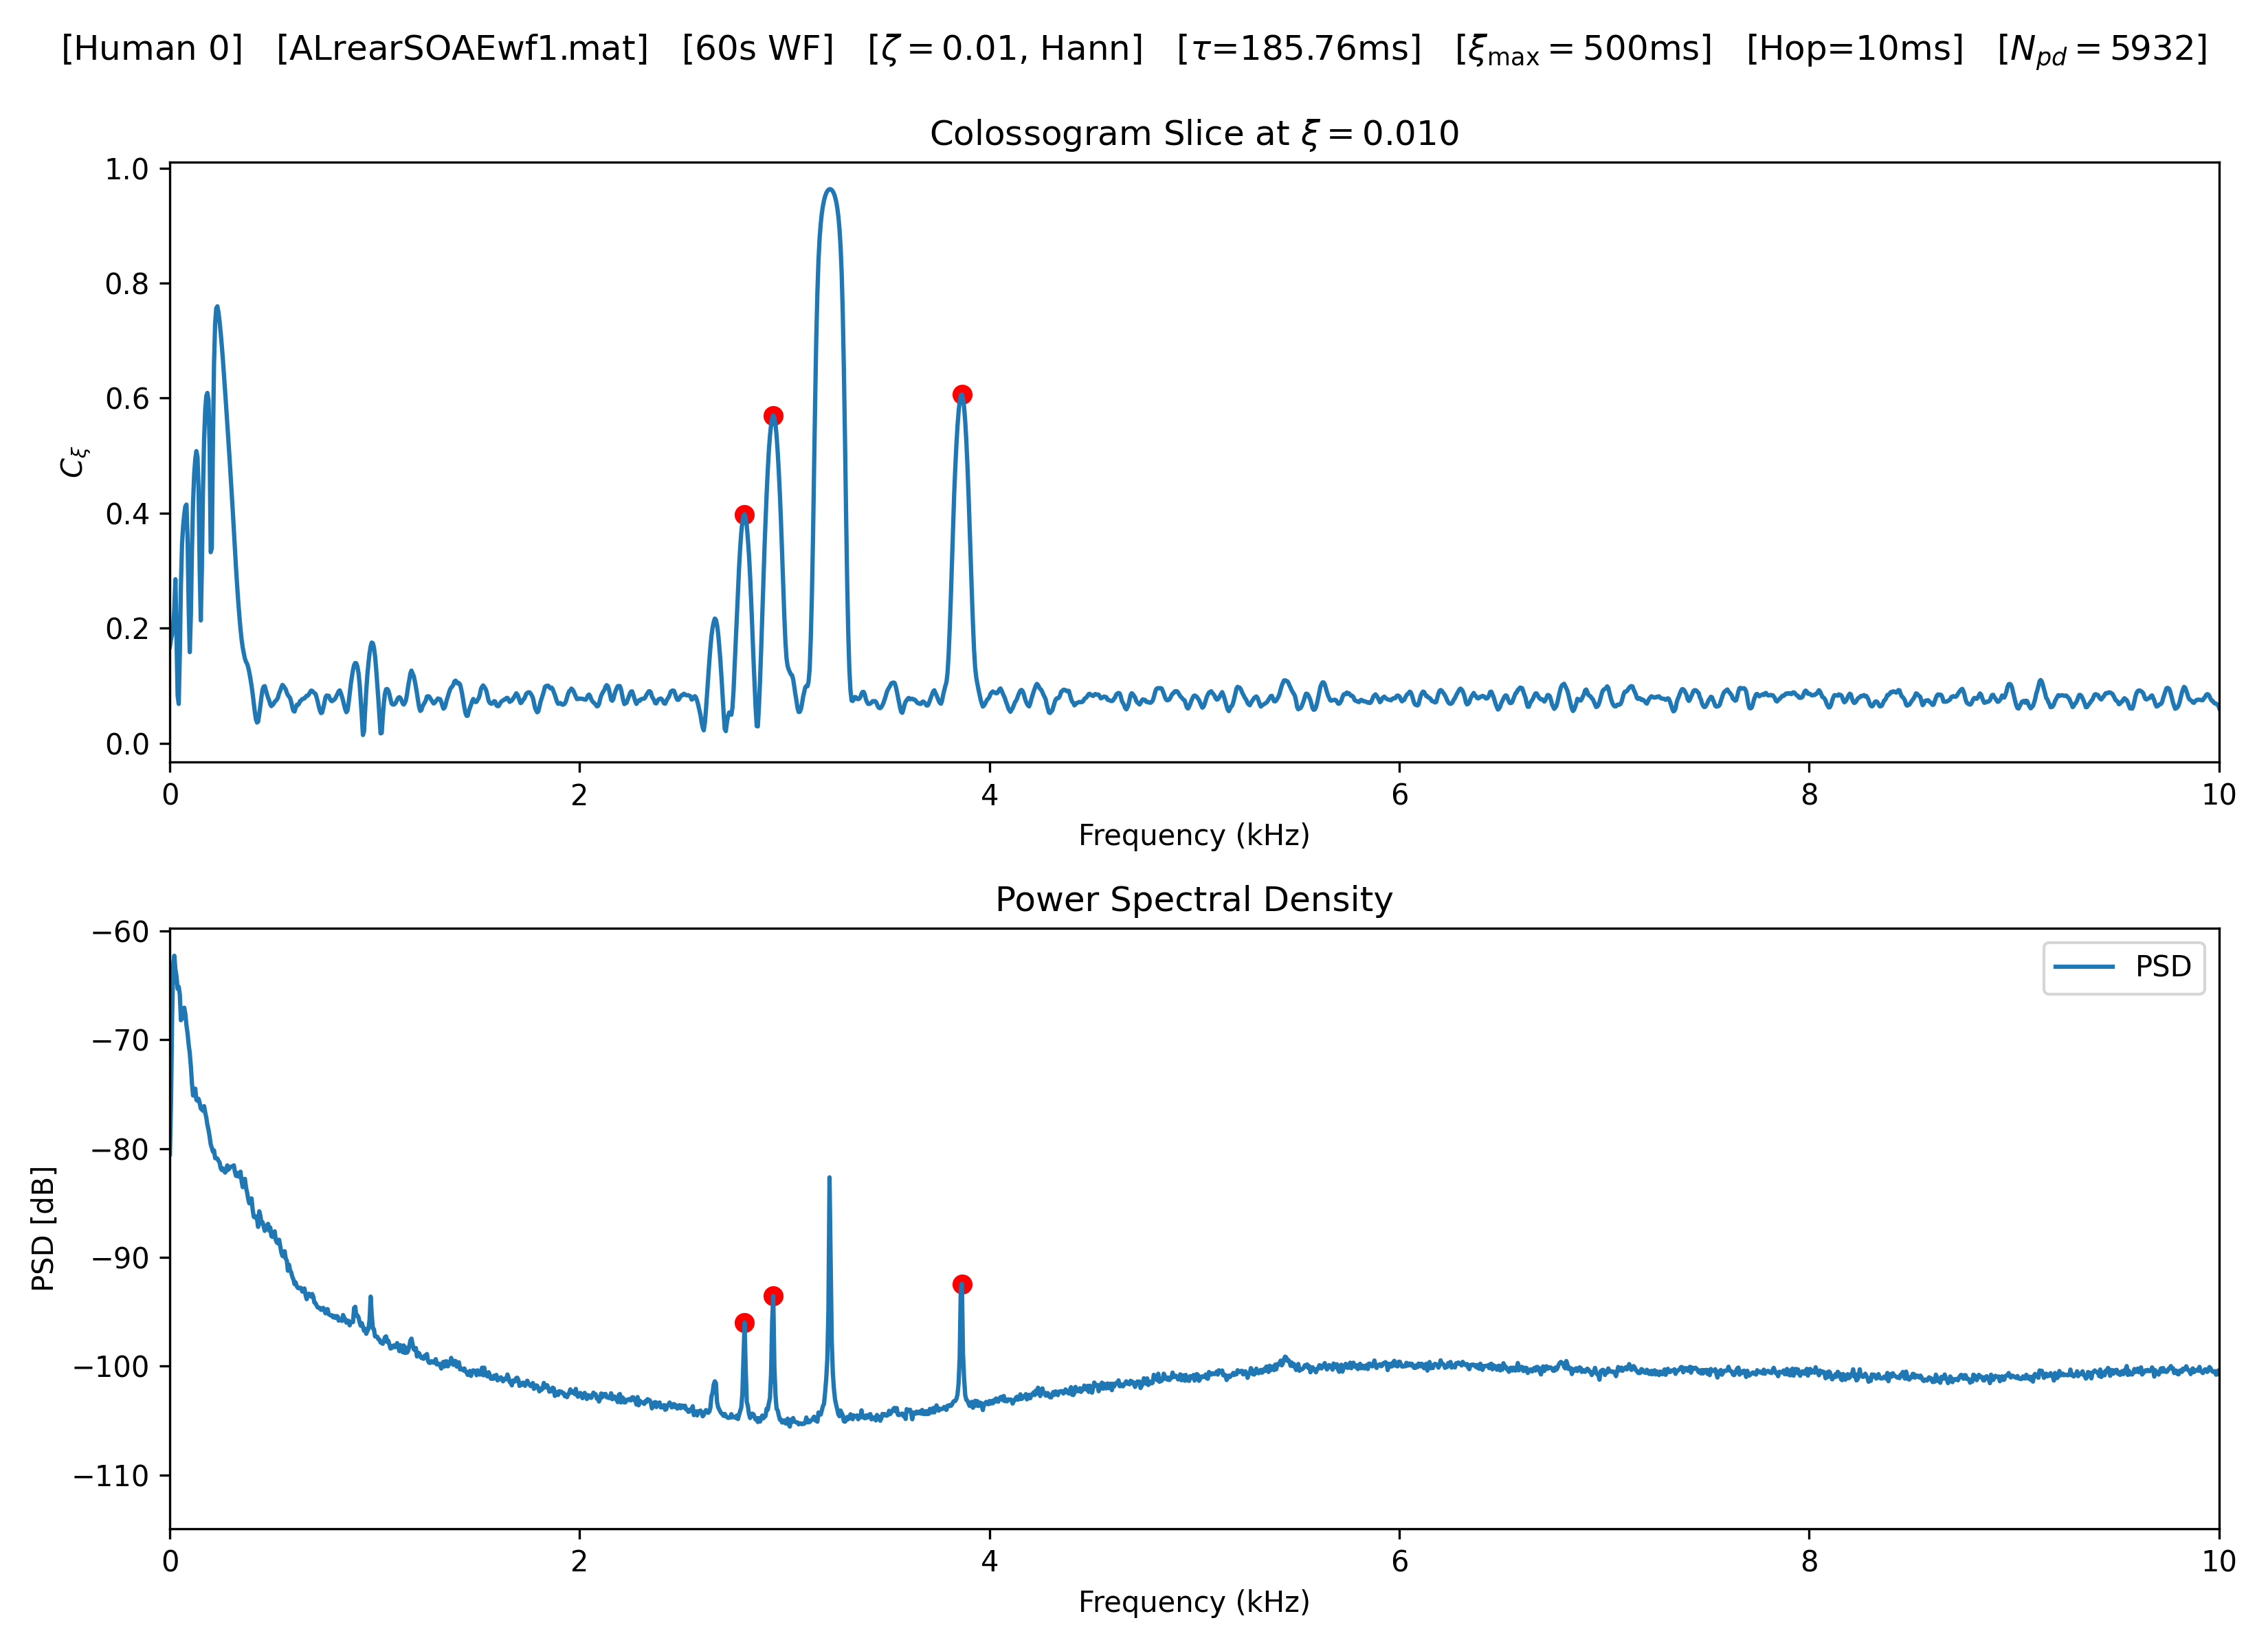 [Human 0]   [ALrearSOAEwf1.mat]   [60s WF]   [ζ = 0.01, Hann]   [τ=185.76ms]   [ξmax = 500ms]   [Hop=10ms]   [Npd = 5932]
Colossogram Slice at ξ = 0.010
1.0
0.8
0.6
0.4
0.2
0.0
Cξ
0 2 4 6 8 10
Frequency (kHz)
Power Spectral Density
−60
−70
−80
−90
−100
−110
PSD [dB]
PSD
0 2 4 6 8 10
Frequency (kHz)